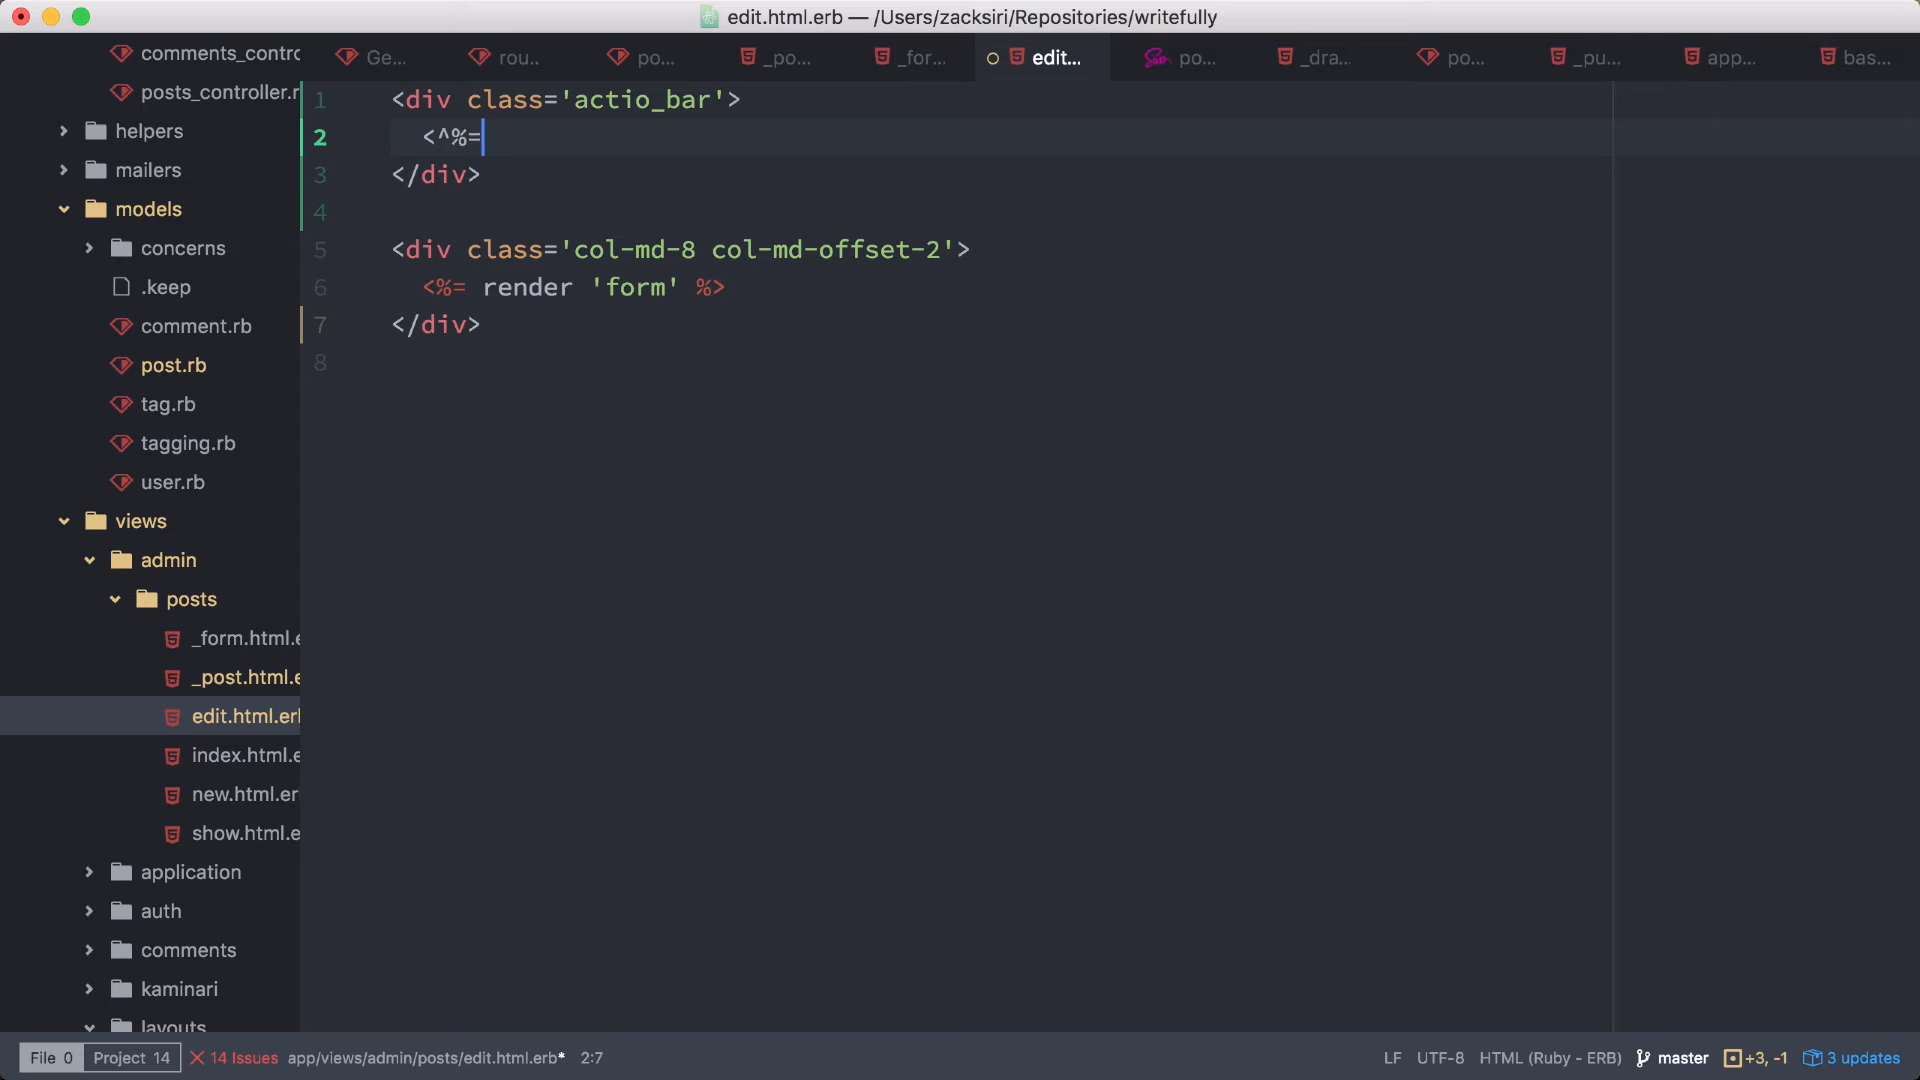 edit.html.erb — /Users/zacksiri/Repositories/writefully
comments_contro
posts_controller.r
helpers
mailers
models
concerns
.keep
comment.rb
post.rb
tag.rb
tagging.rb
user.rb
views
admin
posts
_form.html.e
_post.html.e
edit.html.erb
index.html.e
new.html.er
show.html.e
application
auth
comments
kaminari
layouts
Ge...
rou..
po...
_po...
_for...
edit...
po...
_dra..
po...
_pu...
app...
bas...
1 <div class='actio_bar'>
2 <^%=
3 </div>
4
5 <div class='col-md-8 col-md-offset-2'>
6 <%= render 'form' %>
7 </div>
8
File 0 Project 14 14 Issues app/views/admin/posts/edit.html.erb* 2:7 LF UTF-8 HTML (Ruby - ERB) master +3, -1 3 updates